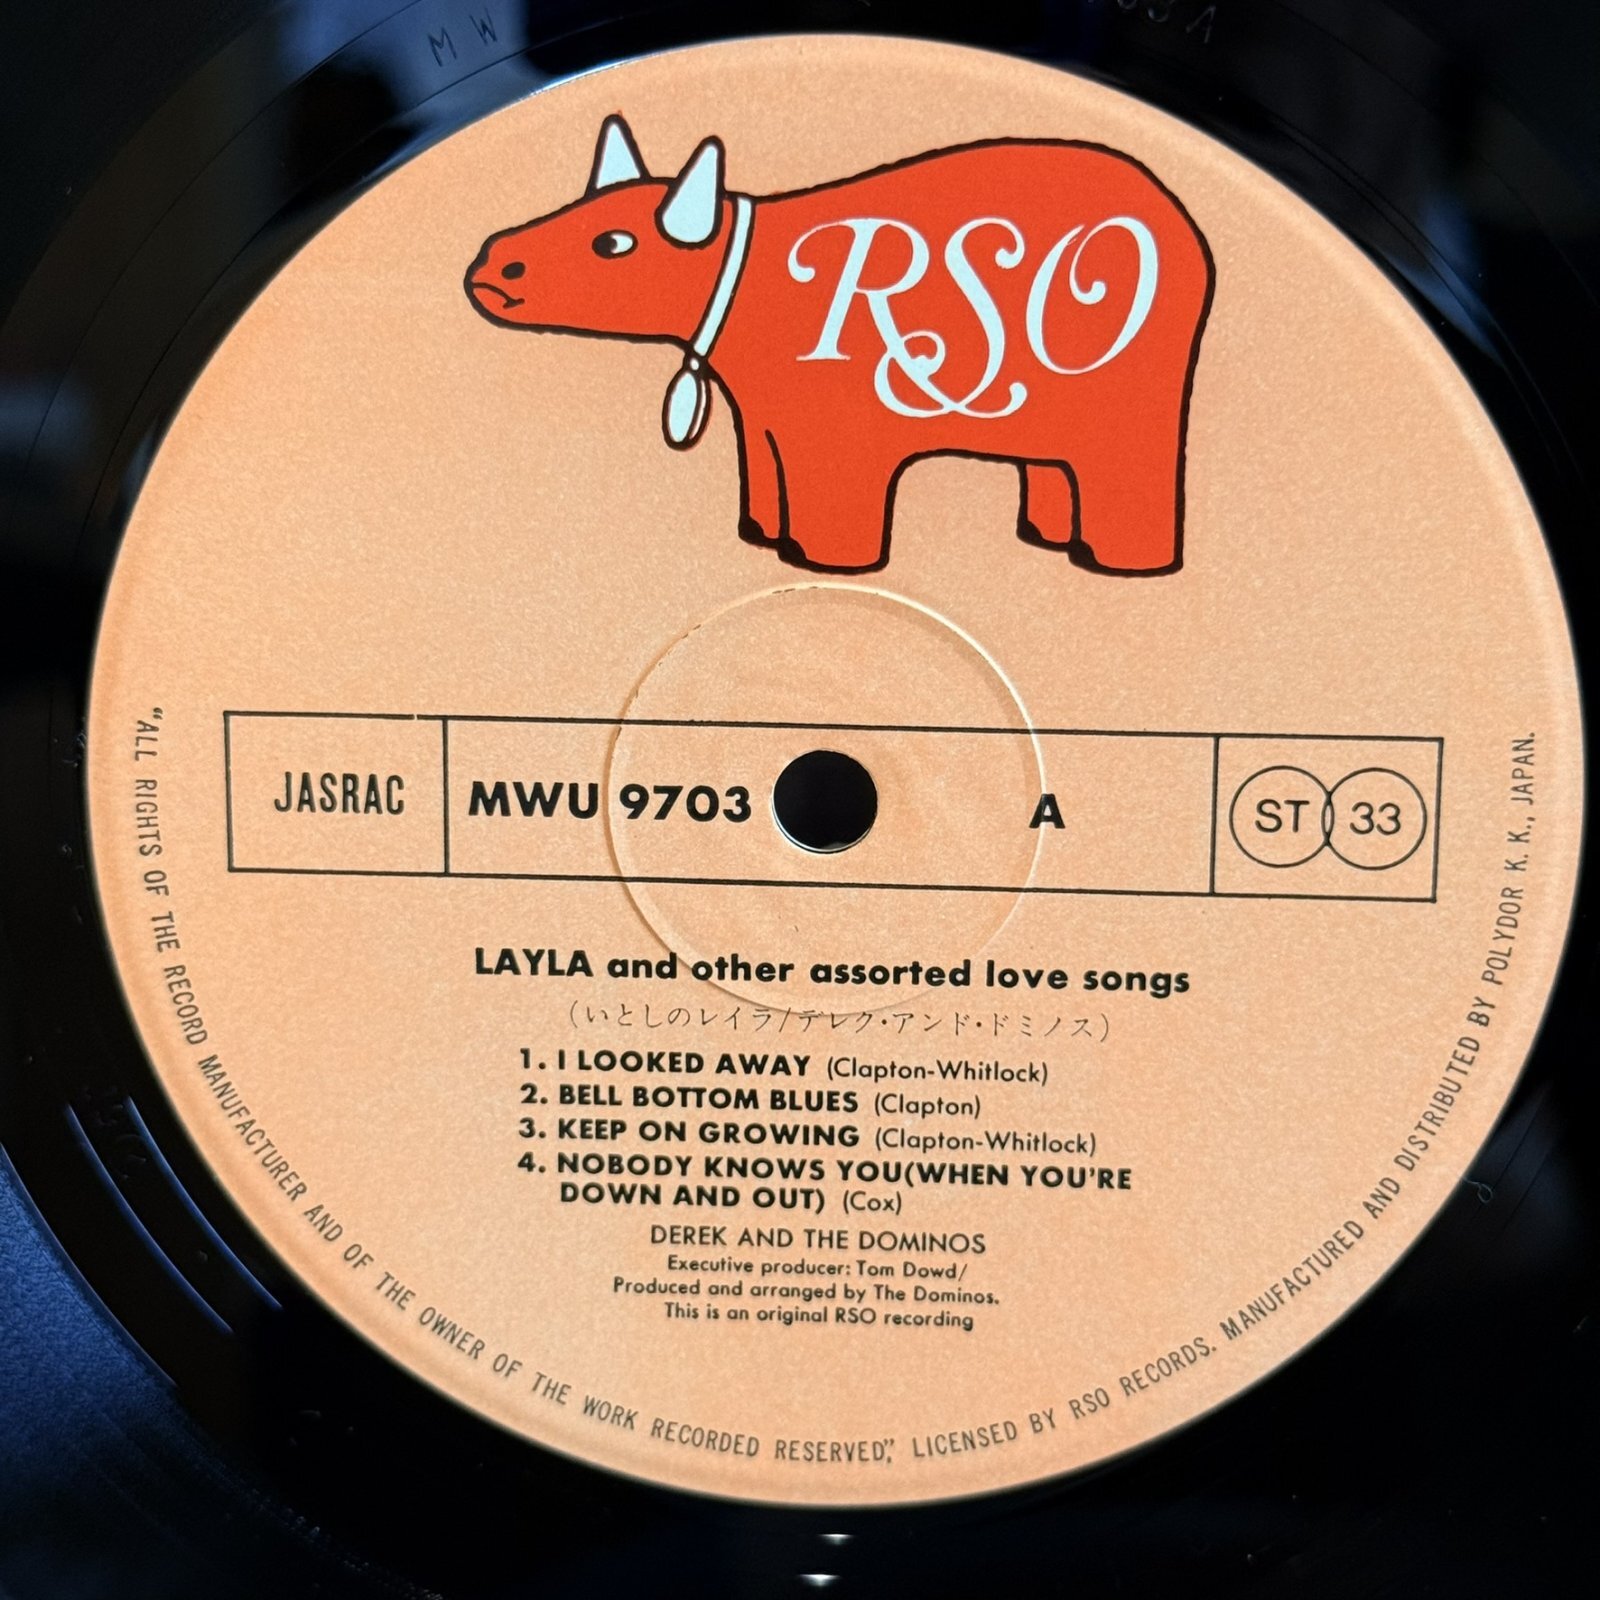 RSO
JASRAC
MWU 9703
A
ST 33
LAYLA and other assorted love songs
(いとしのレイラ/デレク・アンド・ドミノス)
1. I LOOKED AWAY (Clapton-Whitlock)
2. BELL BOTTOM BLUES (Clapton)
3. KEEP ON GROWING (Clapton-Whitlock)
4. NOBODY KNOWS YOU(WHEN YOU'RE
DOWN AND OUT) (Cox)
DEREK AND THE DOMINOS
Executive producer: Tom Dowd/
Produced and arranged by The Dominos.
This is an original RSO recording
“ALL RIGHTS OF THE RECORD MANUFACTURER AND OF THE OWNER OF THE WORK RECORDED RESERVED”, LICENSED BY RSO RECORDS. MANUFACTURED AND DISTRIBUTED BY POLYDOR K. K., JAPAN.